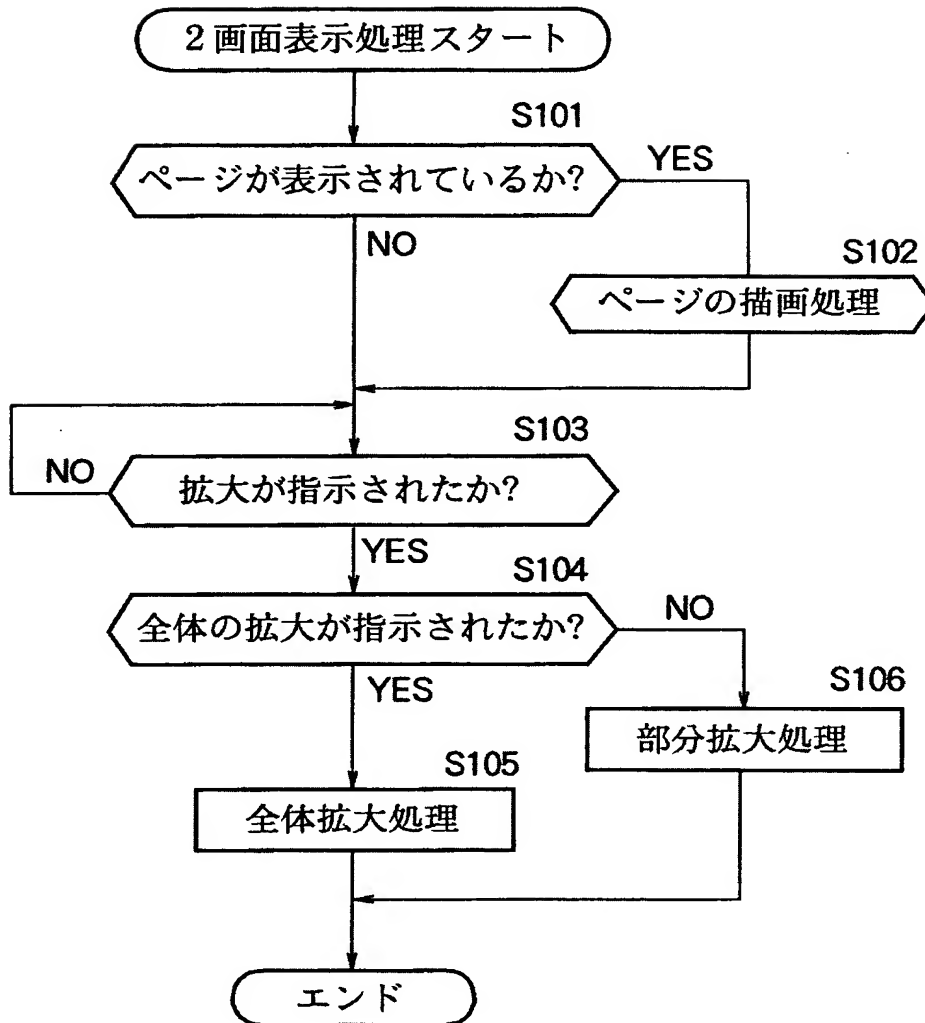 2画面表示処理スタート
S101
ページが表示されているか?
YES
NO
S102
ページの描画処理
S103
拡大が指示されたか?
NO
YES
S104
全体の拡大が指示されたか?
NO
YES
S106
部分拡大処理
S105
全体拡大処理
エンド